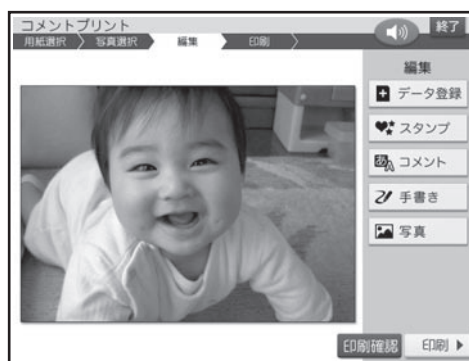 コメントプリント
終了
用紙選択
写真選択
編集
印刷
編集
データ登録
スタンプ
あA コメント
手書き
写真
印刷確認
印刷